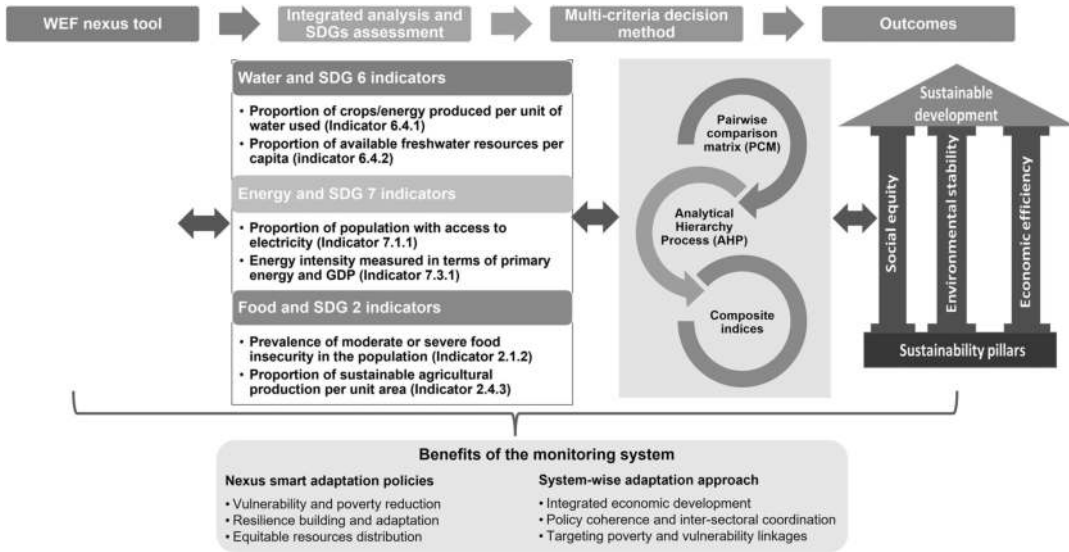 WEF nexus tool
Integrated analysis and
SDGs assessment
Multi-criteria decision
method
Outcomes
Water and SDG 6 indicators
• Proportion of crops/energy produced per unit of
water used (Indicator 6.4.1)
• Proportion of available freshwater resources per
capita (indicator 6.4.2)
Energy and SDG 7 indicators
• Proportion of population with access to
electricity (Indicator 7.1.1)
• Energy intensity measured in terms of primary
energy and GDP (Indicator 7.3.1)
Food and SDG 2 indicators
• Prevalence of moderate or severe food
insecurity in the population (Indicator 2.1.2)
• Proportion of sustainable agricultural
production per unit area (Indicator 2.4.3)
Pairwise
comparison
matrix (PCM)
Analytical
Hierarchy
Process (AHP)
Composite
indices
Sustainable
development
Social equity
Environmental stability
Economic efficiency
Sustainability pillars
Benefits of the monitoring system
Nexus smart adaptation policies
• Vulnerability and poverty reduction
• Resilience building and adaptation
• Equitable resources distribution
System-wise adaptation approach
• Integrated economic development
• Policy coherence and inter-sectoral coordination
• Targeting poverty and vulnerability linkages